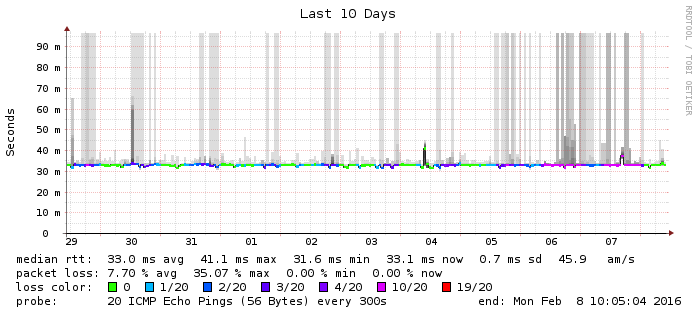 Last 10 Days
RRDTOOL / TOBI OETIKER
Seconds
90 m
80 m
70 m
60 m
50 m
40 m
30 m
20 m
10 m
0
29 30 31 01 02 03 04 05 06 07
median rtt: 33.0 ms avg 41.1 ms max 31.6 ms min 33.1 ms now 0.7 ms sd 45.9 am/s
packet loss: 7.70 % avg 35.07 % max 0.00 % min 0.00 % now
loss color: 0 1/20 2/20 3/20 4/20 10/20 19/20
probe: 20 ICMP Echo Pings (56 Bytes) every 300s end: Mon Feb 8 10:05:04 2016